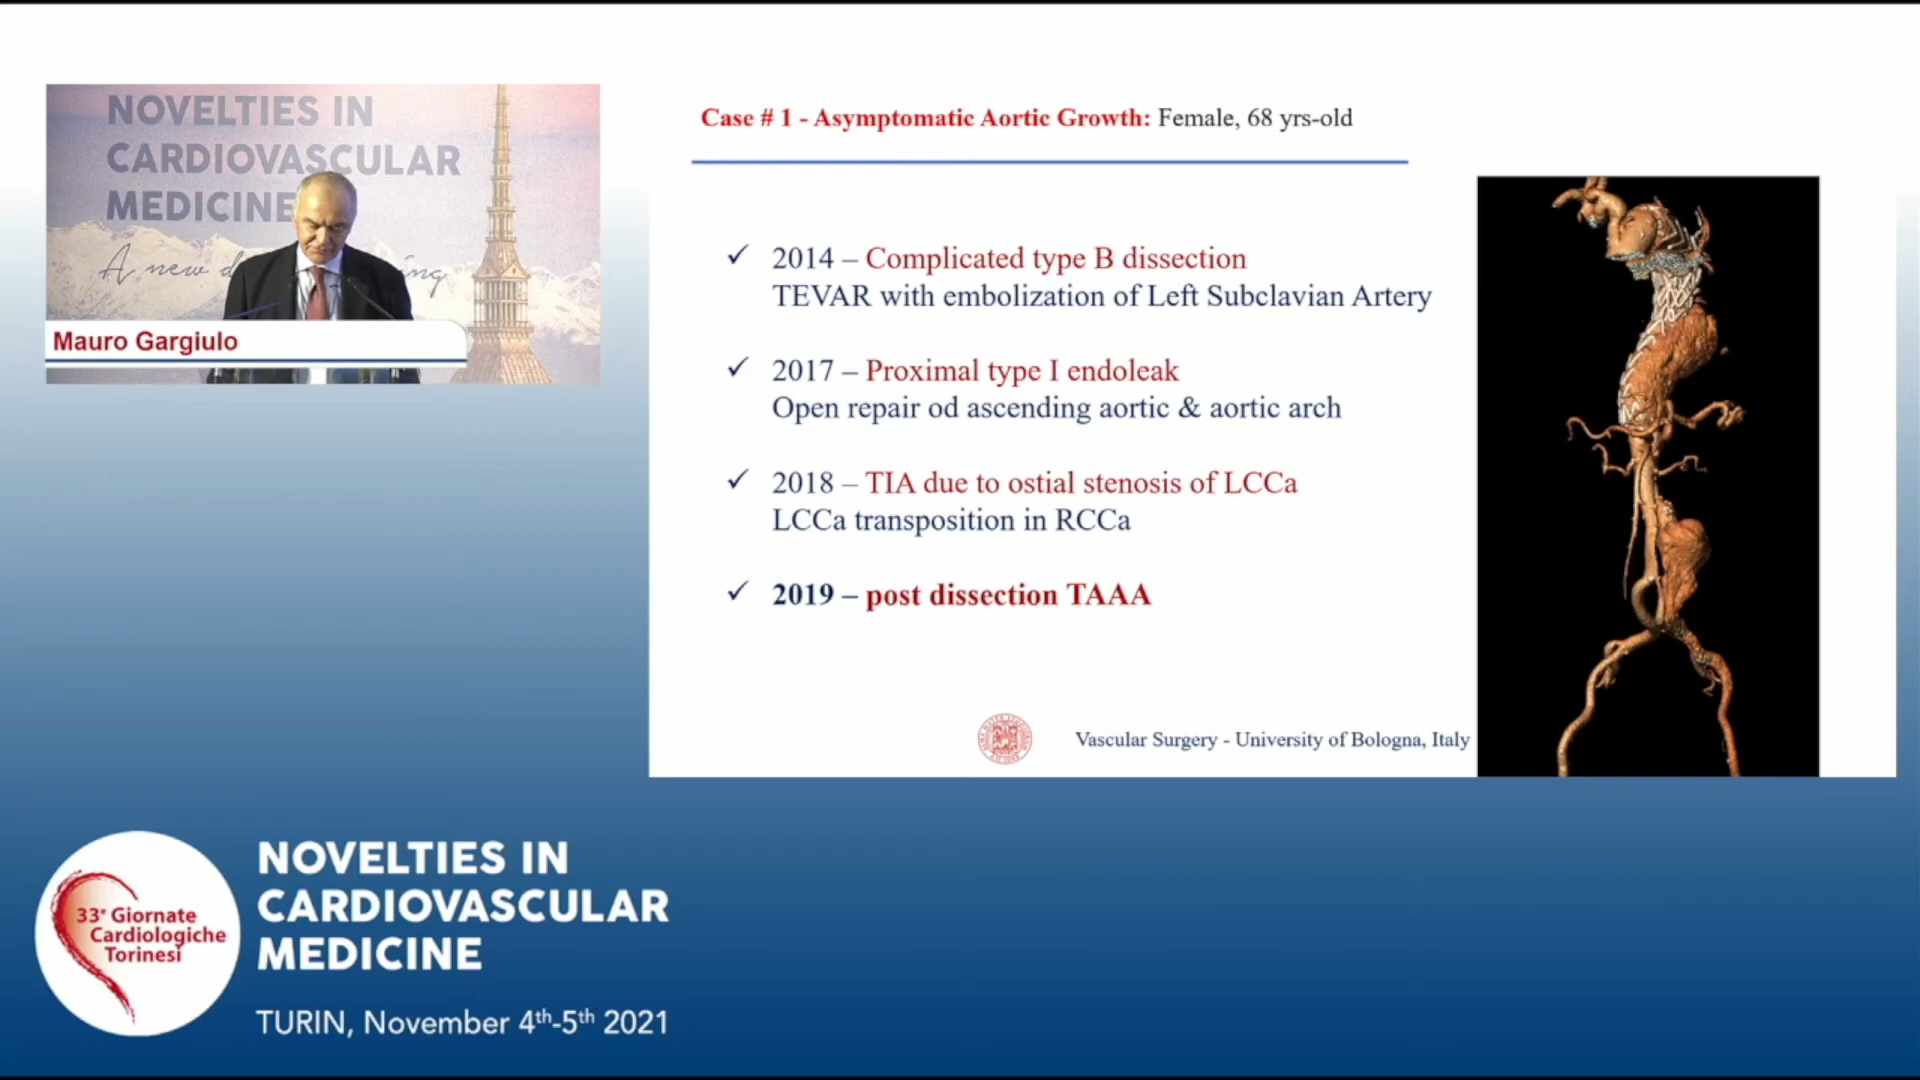 NOVELTIES IN
CARDIOVASCULAR
MEDICINE
A new d
ing
Mauro Gargiulo
Case # 1 - Asymptomatic Aortic Growth: Female, 68 yrs-old
✓ 2014 – Complicated type B dissection
TEVAR with embolization of Left Subclavian Artery
✓ 2017 – Proximal type I endoleak
Open repair od ascending aortic & aortic arch
✓ 2018 – TIA due to ostial stenosis of LCCa
LCCa transposition in RCCa
✓ 2019 – post dissection TAAA
Vascular Surgery - University of Bologna, Italy
33e Giornate
Cardiologiche
Torinesi
NOVELTIES IN
CARDIOVASCULAR
MEDICINE
TURIN, November 4th-5th 2021